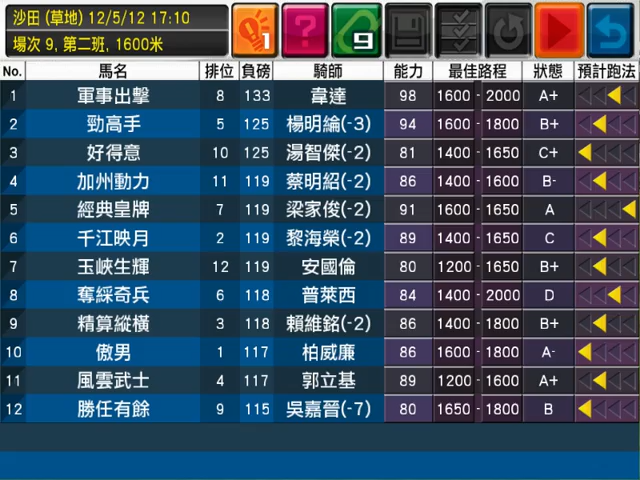 沙田 (草地) 12/5/12 17:10
場次 9, 第二班, 1600米
1 ? 9
No. 馬名 排位 負磅 騎師 能力 最佳路程 狀態 預計跑法
1 軍事出擊 8 133 韋達 98 1600 - 2000 A+
2 勁高手 5 125 楊明綸(-3) 94 1600 - 1800 B+
3 好得意 10 125 湯智傑(-2) 81 1400 - 1650 C+
4 加州動力 11 119 蔡明紹(-2) 86 1400 - 1600 B-
5 經典皇牌 7 119 梁家俊(-2) 91 1600 - 1650 A
6 千江映月 2 119 黎海榮(-2) 89 1400 - 1650 C
7 玉峽生輝 12 119 安國倫 80 1200 - 1650 B+
8 奪綵奇兵 6 118 普萊西 84 1400 - 2000 D
9 精算縱橫 3 118 賴維銘(-2) 86 1400 - 1800 B+
10 傲男 1 117 柏威廉 86 1600 - 1800 A-
11 風雲武士 4 117 郭立基 89 1200 - 1600 A+
12 勝任有餘 9 115 吳嘉晉(-7) 80 1650 - 1800 B